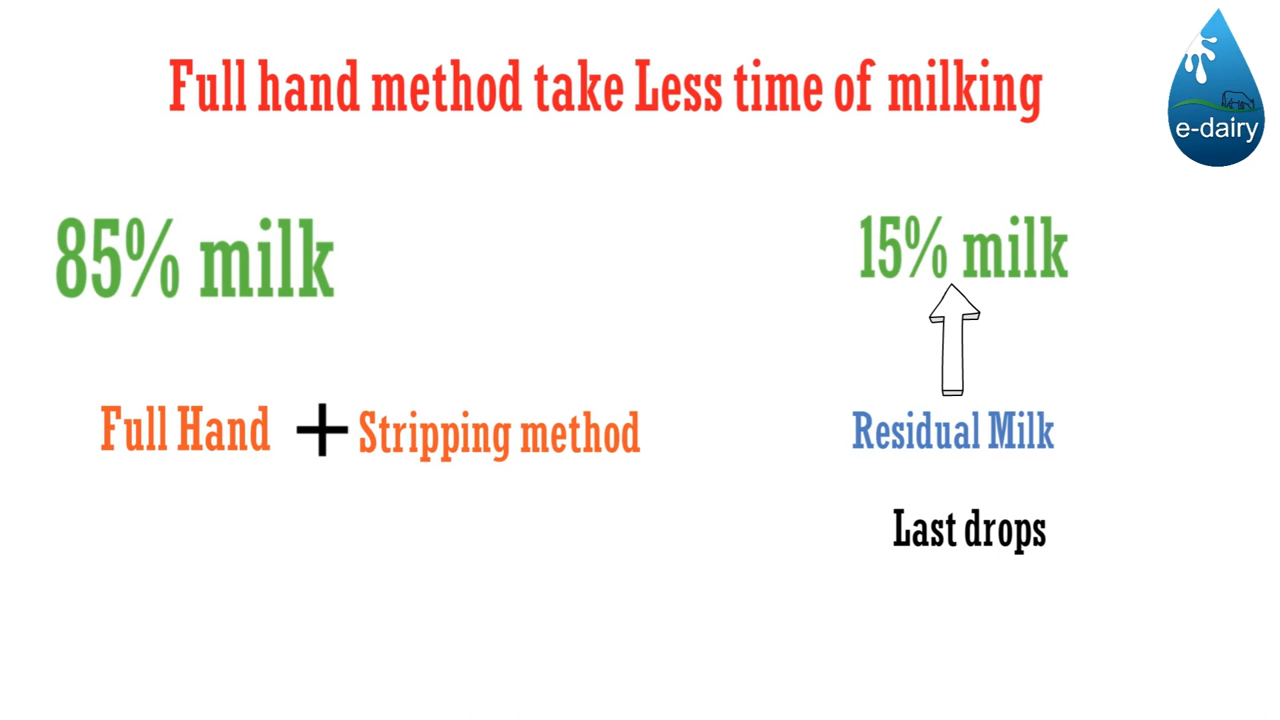 Full hand method take Less time of milking
e-dairy
85% milk
15% milk
Full Hand + Stripping method
Residual Milk
Last drops